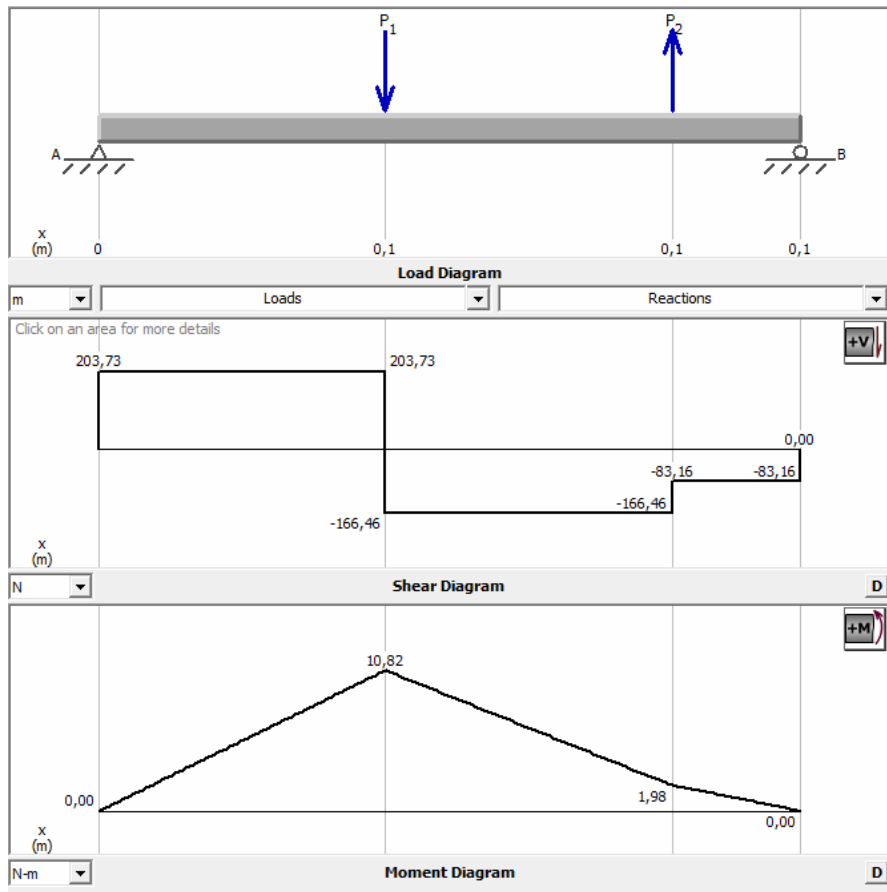 P1 P2
A B
x
(m) 0 0,1 0,1 0,1
Load Diagram
m Loads Reactions
Click on an area for more details
+V
203,73 203,73
0,00
-83,16 -83,16
-166,46 -166,46
x
(m)
N Shear Diagram D
+M
10,82
0,00 1,98
0,00
x
(m)
N-m Moment Diagram D